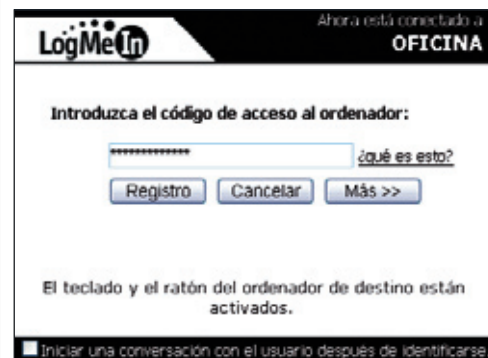 LogMeIn
Ahora está conectado a
OFICINA
Introduzca el código de acceso al ordenador:
*************
¿qué es esto?
Registro Cancelar Más >>
El teclado y el ratón del ordenador de destino están
activados.
Iniciar una conversación con el usuario después de identificarse